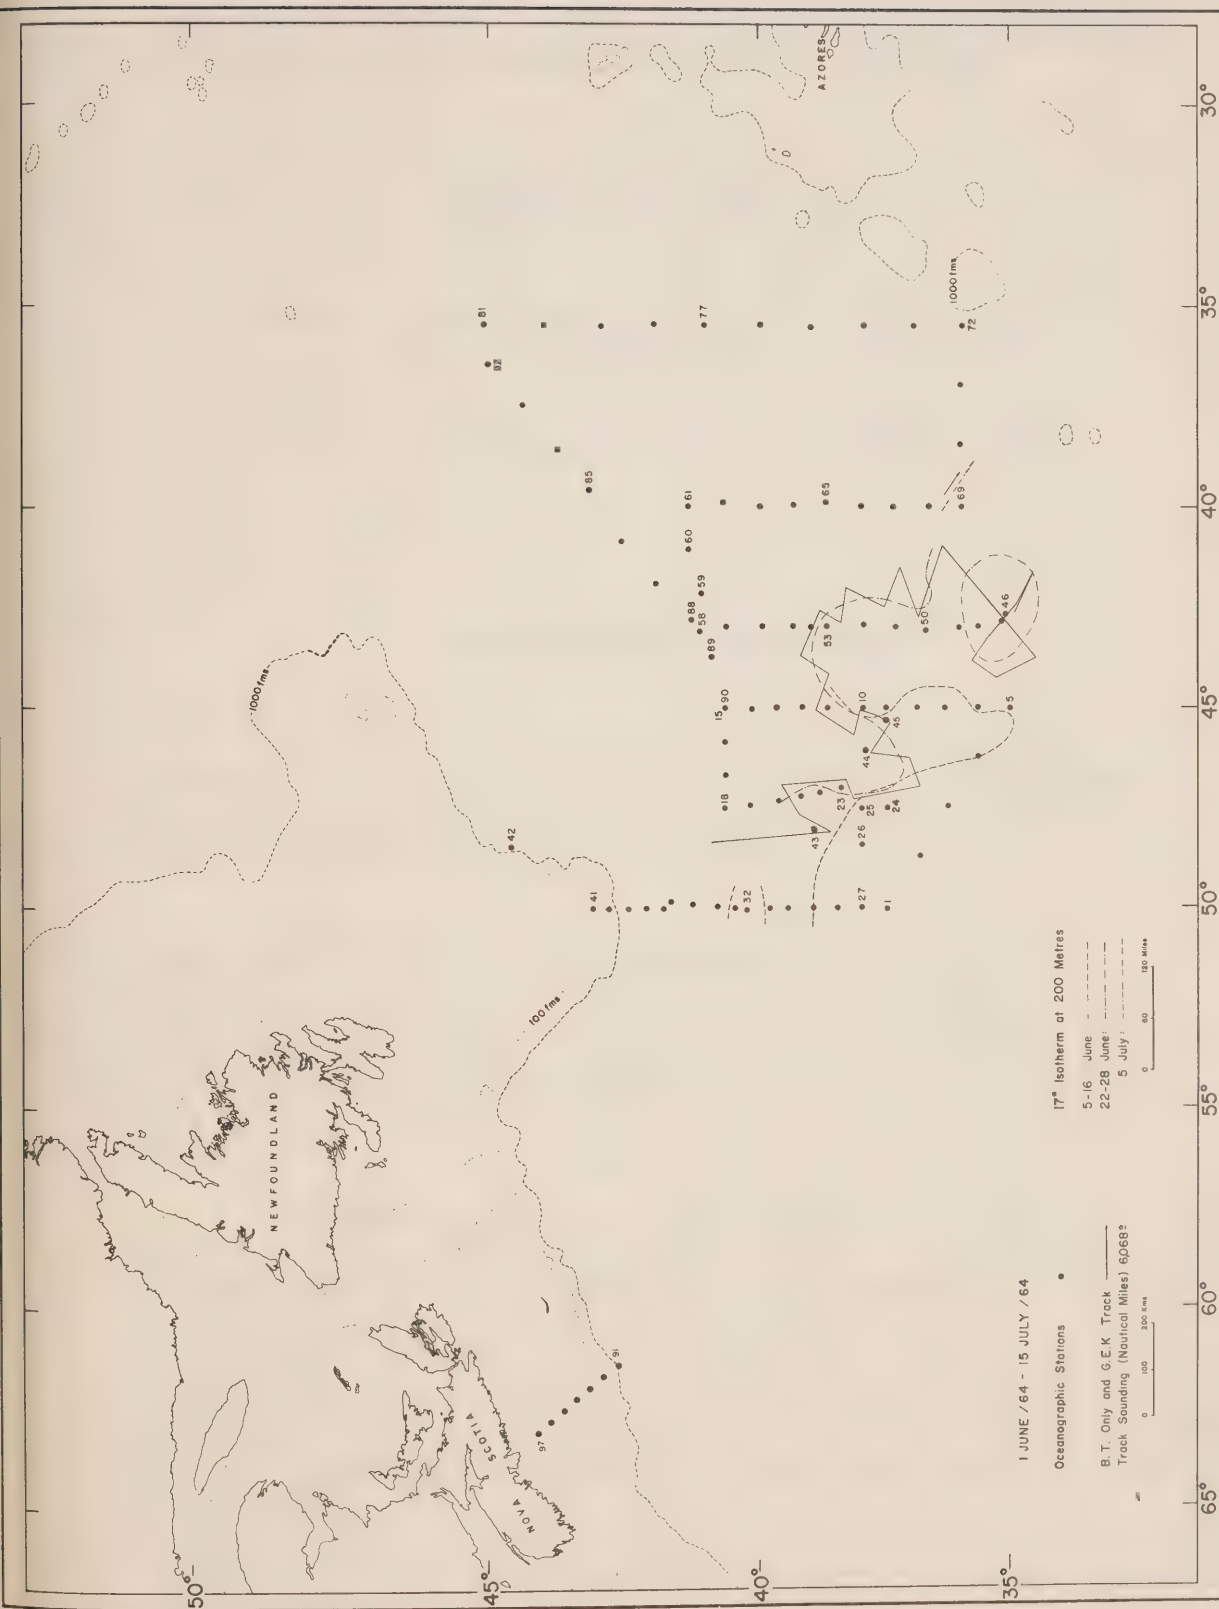 AZORES
NEWFOUNDLAND
NOVA SCOTIA
1000 fms
1000 fms
100 fms
81
77
72
85
61
60
65
69
59
88
58
89
53
50
46
15
90
10
5
45
44
18
23
25
24
26
43
42
41
32
27
1
91
97
1 JUNE / 64 - 15 JULY / 64
Oceanographic Stations
B.T. Only and G.E.K Track
Track Sounding (Nautical Miles) 6,068
0 100 200 Kms
17° Isotherm at 200 Metres
5-16 June
22-28 June:
5 July:
0 60 120 Miles
50°
45°
40°
35°
65°
60°
55°
50°
45°
40°
35°
30°